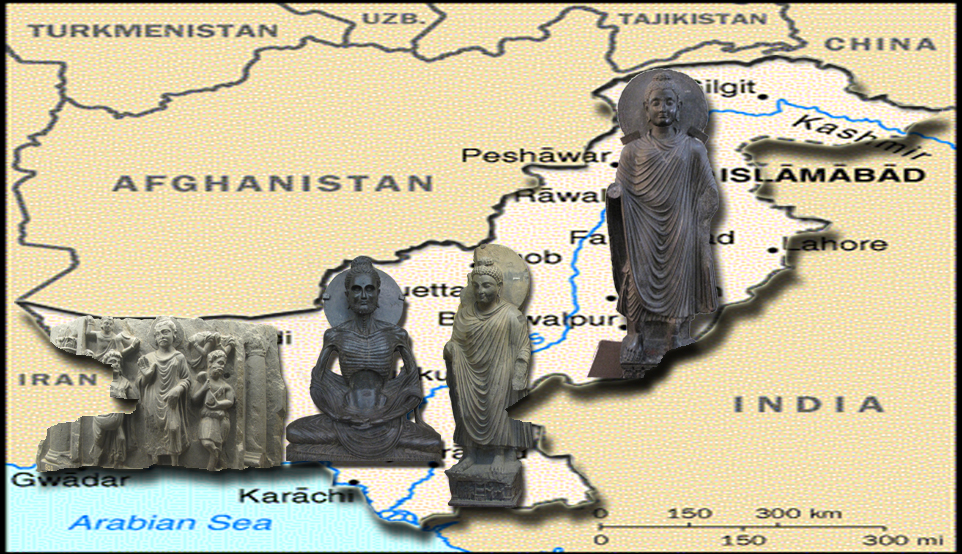 TURKMENISTAN
UZB.
TAJIKISTAN
CHINA
Gilgit
Kashmir
Peshāwar
ISLĀMĀBĀD
AFGHANISTAN
Lahore
IRAN
INDIA
Gwādar
Karāchi
Arabian Sea
0 150 300 km
0 150 300 mi